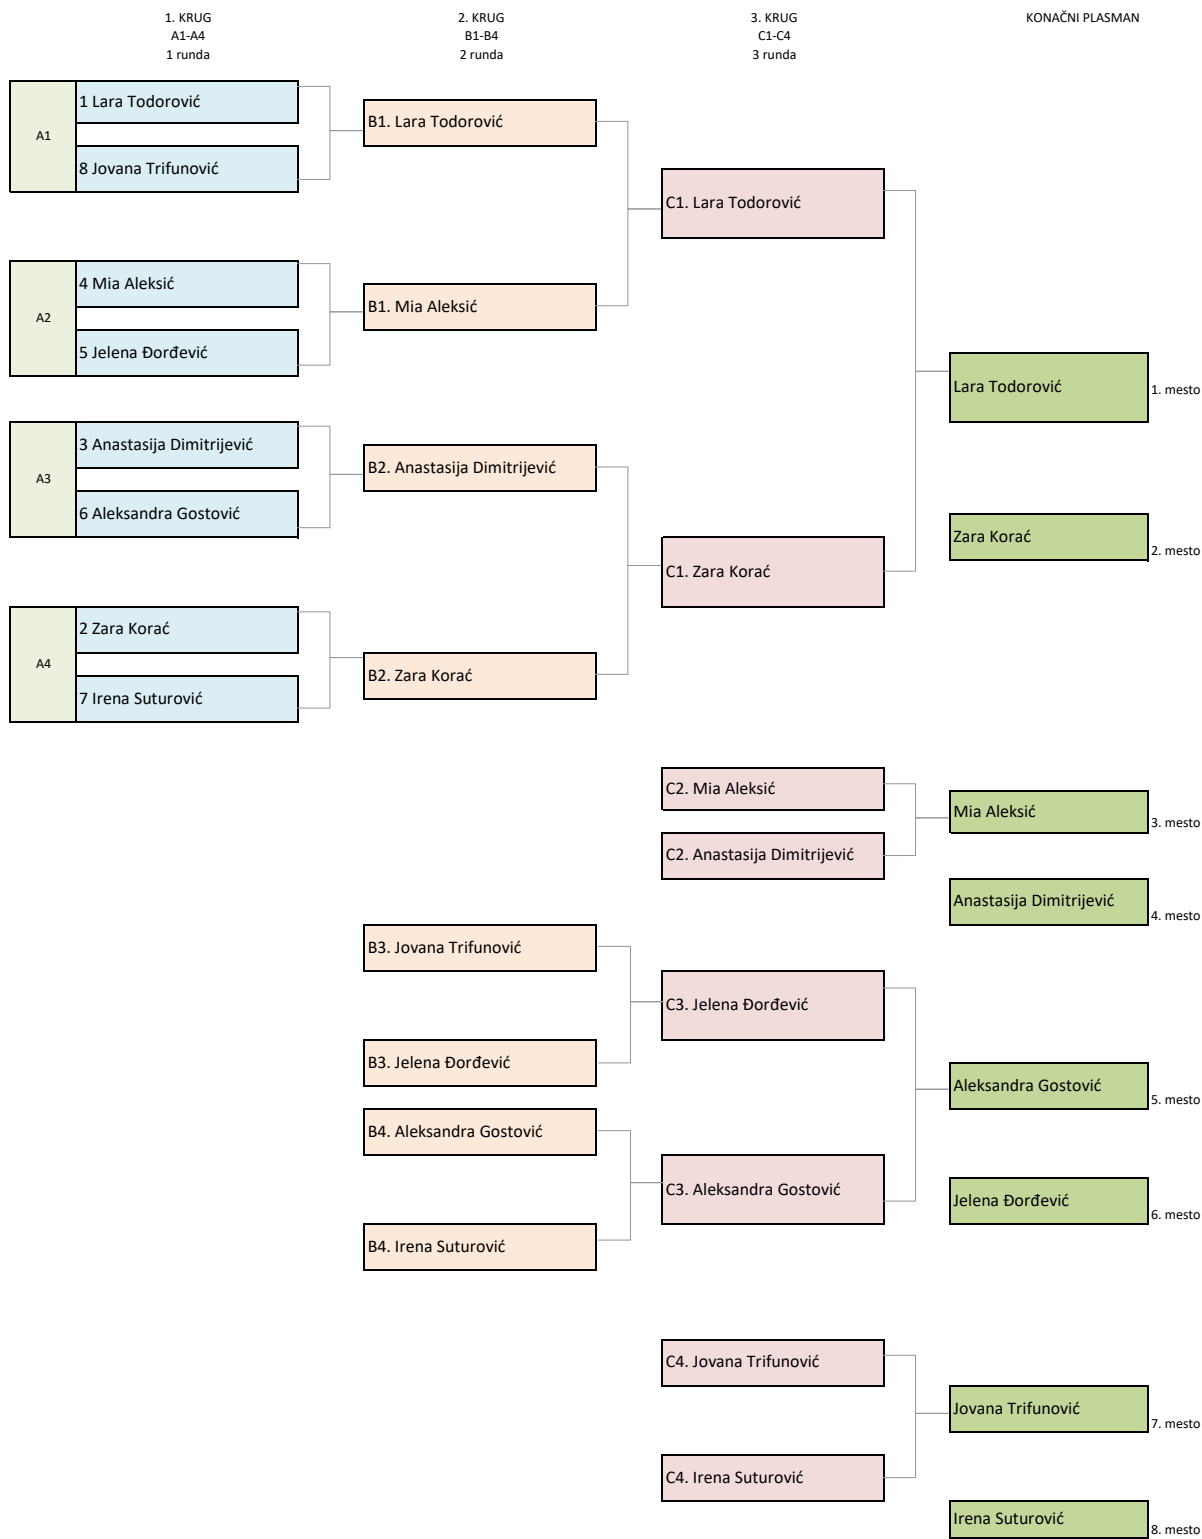 1. KRUG
A1-A4
1 runda
2. KRUG
B1-B4
2 runda
3. KRUG
C1-C4
3 runda
KONAČNI PLASMAN
A1
1 Lara Todorović
8 Jovana Trifunović
B1. Lara Todorović
C1. Lara Todorović
A2
4 Mia Aleksić
5 Jelena Đorđević
B1. Mia Aleksić
Lara Todorović
1. mesto
A3
3 Anastasija Dimitrijević
6 Aleksandra Gostović
B2. Anastasija Dimitrijević
Zara Korać
2. mesto
C1. Zara Korać
A4
2 Zara Korać
7 Irena Suturović
B2. Zara Korać
C2. Mia Aleksić
C2. Anastasija Dimitrijević
Mia Aleksić
3. mesto
Anastasija Dimitrijević
4. mesto
B3. Jovana Trifunović
B3. Jelena Đorđević
C3. Jelena Đorđević
B4. Aleksandra Gostović
B4. Irena Suturović
C3. Aleksandra Gostović
Aleksandra Gostović
5. mesto
Jelena Đorđević
6. mesto
C4. Jovana Trifunović
C4. Irena Suturović
Jovana Trifunović
7. mesto
Irena Suturović
8. mesto